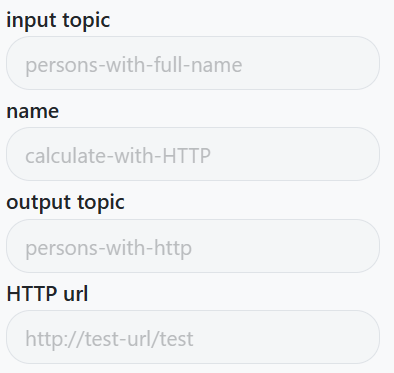 input topic
persons-with-full-name
name
calculate-with-HTTP
output topic
persons-with-http
HTTP url
http://test-url/test